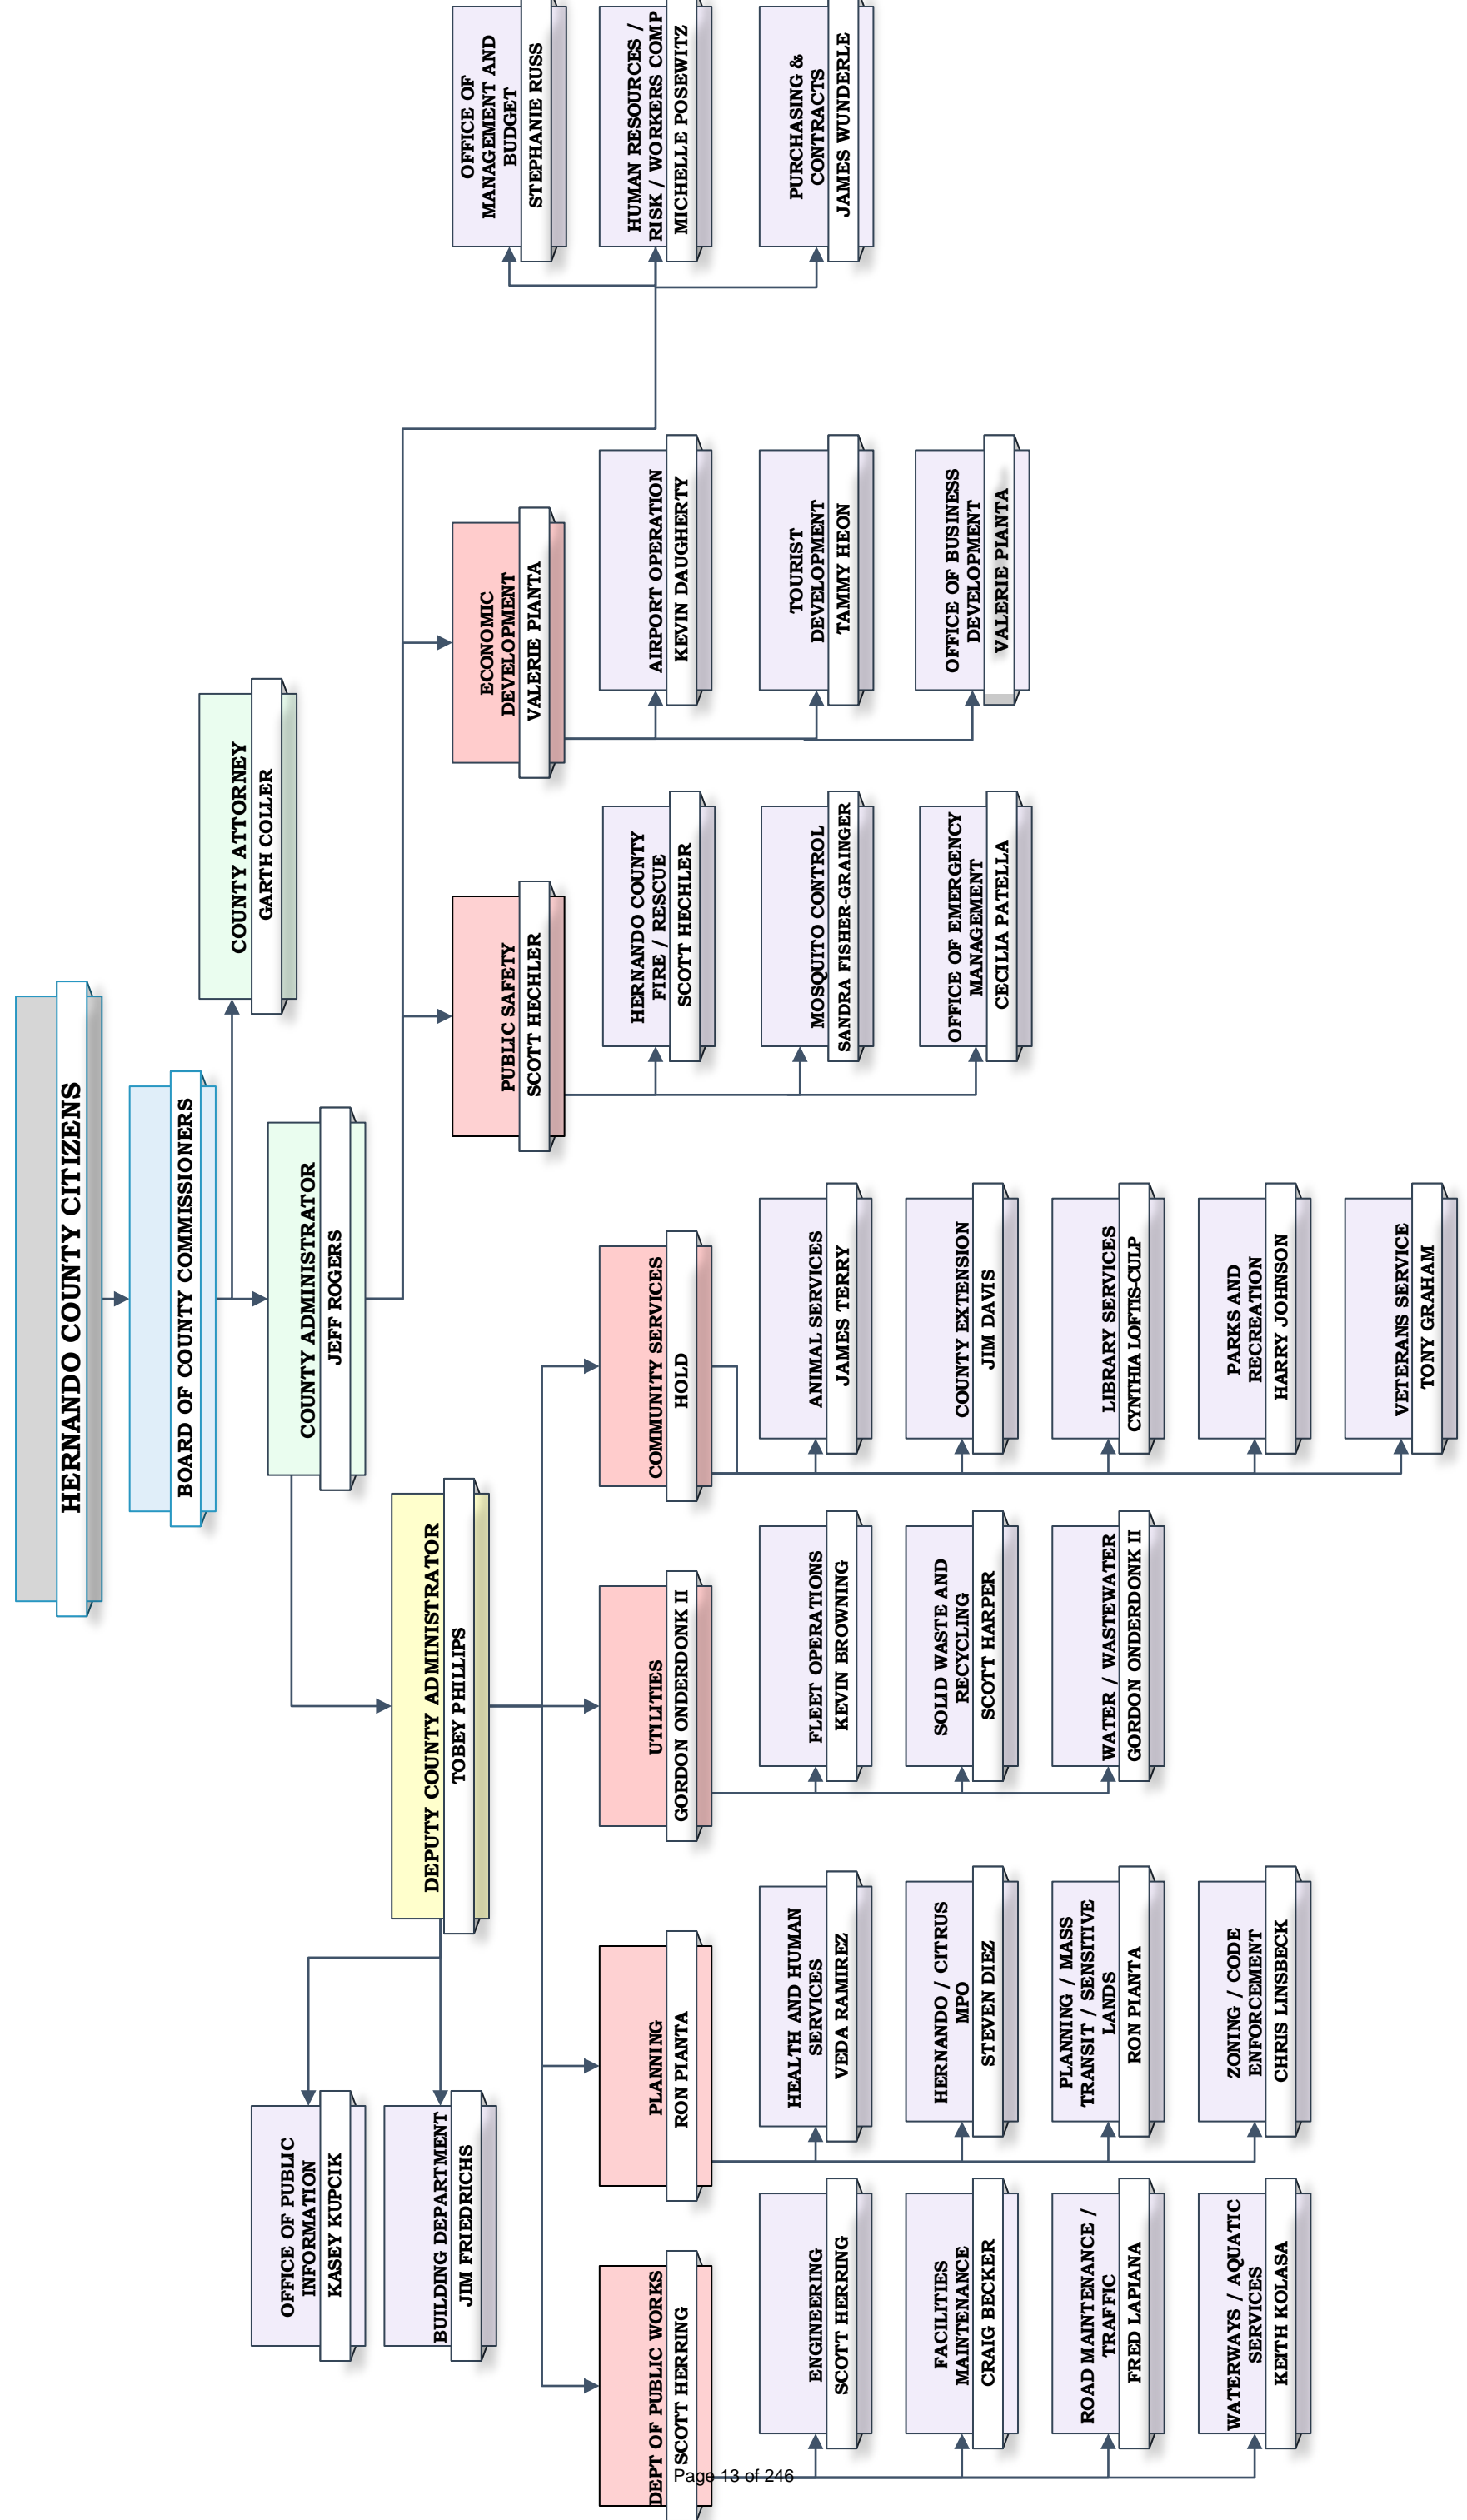 HERNANDO COUNTY CITIZENS
BOARD OF COUNTY COMMISSIONERS
COUNTY ATTORNEY
GARTH COLLER
COUNTY ADMINISTRATOR
JEFF ROGERS
OFFICE OF PUBLIC
INFORMATION
KASEY KUPCIK
BUILDING DEPARTMENT
JIM FRIEDRICHS
DEPUTY COUNTY ADMINISTRATOR
TOBEY PHILLIPS
PUBLIC SAFETY
SCOTT HECHLER
ECONOMIC
DEVELOPMENT
VALERIE PIANTA
OFFICE OF
MANAGEMENT AND
BUDGET
STEPHANIE RUSS
DEPT OF PUBLIC WORKS
SCOTT HERRING
PLANNING
RON PIANTA
UTILITIES
GORDON ONDERDONK II
COMMUNITY SERVICES
HOLD
HERNANDO COUNTY
FIRE / RESCUE
SCOTT HECHLER
AIRPORT OPERATION
KEVIN DAUGHERTY
HUMAN RESOURCES /
RISK / WORKERS COMP
MICHELLE POSEWITZ
ENGINEERING
SCOTT HERRING
HEALTH AND HUMAN
SERVICES
VEDA RAMIREZ
FLEET OPERATIONS
KEVIN BROWNING
ANIMAL SERVICES
JAMES TERRY
MOSQUITO CONTROL
SANDRA FISHER-GRAINGER
TOURIST
DEVELOPMENT
TAMMY HEON
PURCHASING &
CONTRACTS
JAMES WUNDERLE
FACILITIES
MAINTENANCE
CRAIG BECKER
HERNANDO / CITRUS
MPO
STEVEN DIEZ
SOLID WASTE AND
RECYCLING
SCOTT HARPER
COUNTY EXTENSION
JIM DAVIS
OFFICE OF EMERGENCY
MANAGEMENT
CECILIA PATELLA
OFFICE OF BUSINESS
DEVELOPMENT
VALERIE PIANTA
ROAD MAINTENANCE /
TRAFFIC
FRED LAPIANA
PLANNING / MASS
TRANSIT / SENSITIVE
LANDS
RON PIANTA
WATER / WASTEWATER
GORDON ONDERDONK II
LIBRARY SERVICES
CYNTHIA LOFTIS-CULP
WATERWAYS / AQUATIC
SERVICES
KEITH KOLASA
ZONING / CODE
ENFORCEMENT
CHRIS LINSBECK
PARKS AND
RECREATION
HARRY JOHNSON
VETERANS SERVICE
TONY GRAHAM
Page 13 of 246